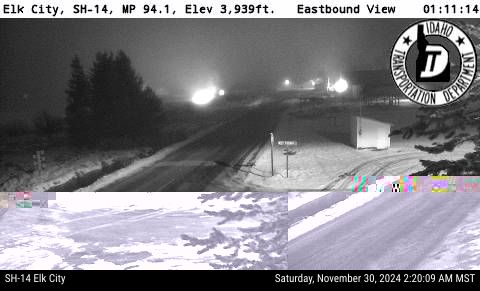 Elk City, SH-14, MP 94.1, Elev 3,939ft. Eastbound View 01:11:14
IDAHO
TRANSPORTATION DEPARTMENT
SH-14 Elk City
Saturday, November 30, 2024 2:20:09 AM MST